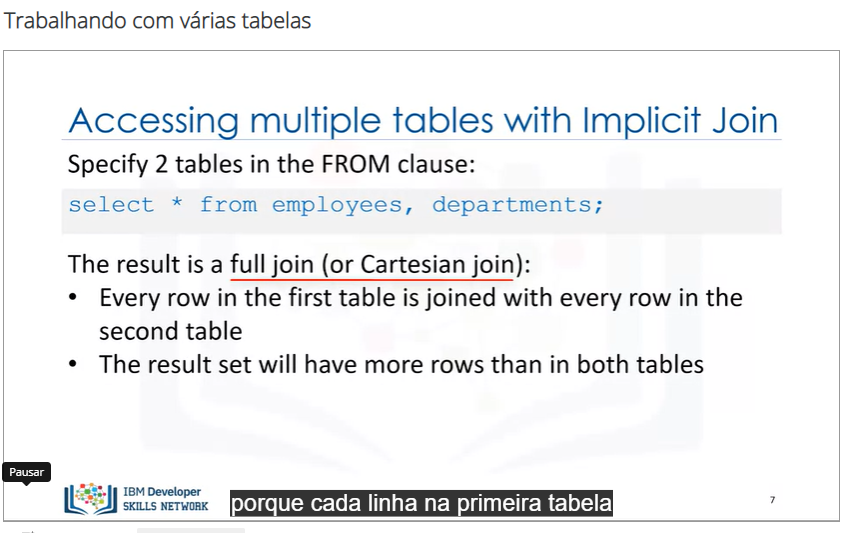 Trabalhando com várias tabelas
Accessing multiple tables with Implicit Join
Specify 2 tables in the FROM clause:
select * from employees, departments;
The result is a full join (or Cartesian join):
• Every row in the first table is joined with every row in the
second table
• The result set will have more rows than in both tables
Pausar
IBM Developer
SKILLS NETWORK
porque cada linha na primeira tabela
7